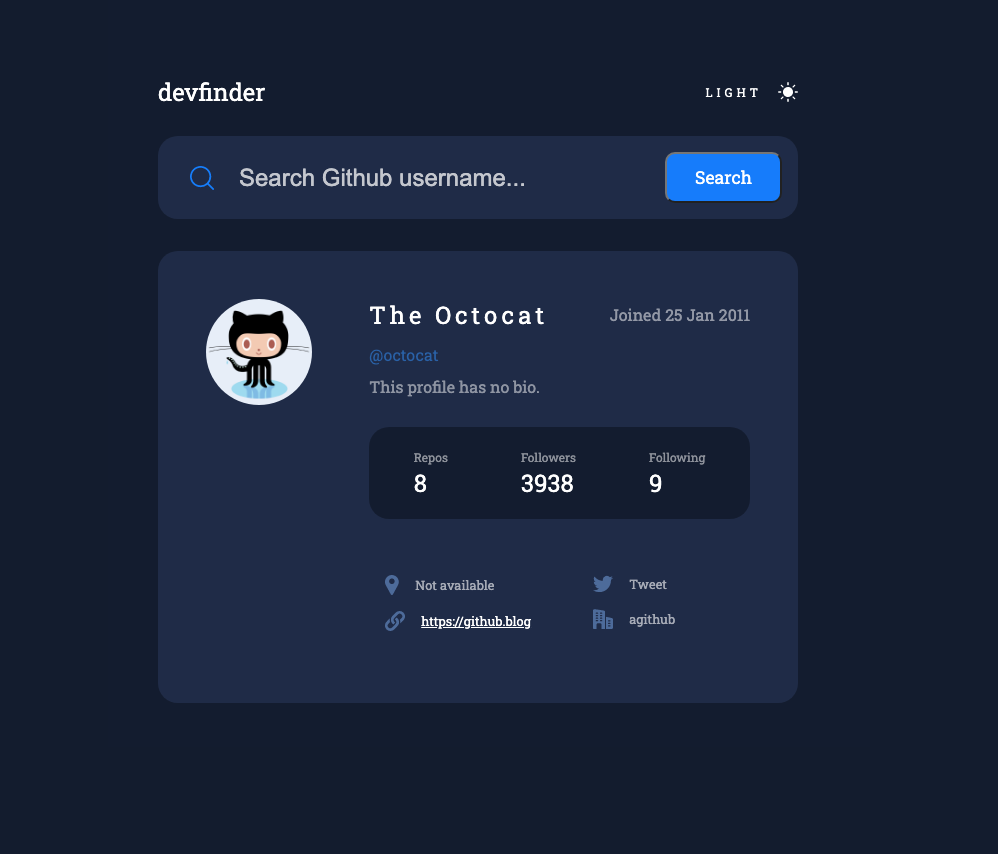 devfinder
LIGHT
Search Github username...
Search
The Octocat
Joined 25 Jan 2011
@octocat
This profile has no bio.
Repos
Followers
Following
8
3938
9
Not available
Tweet
https://github.blog
agithub